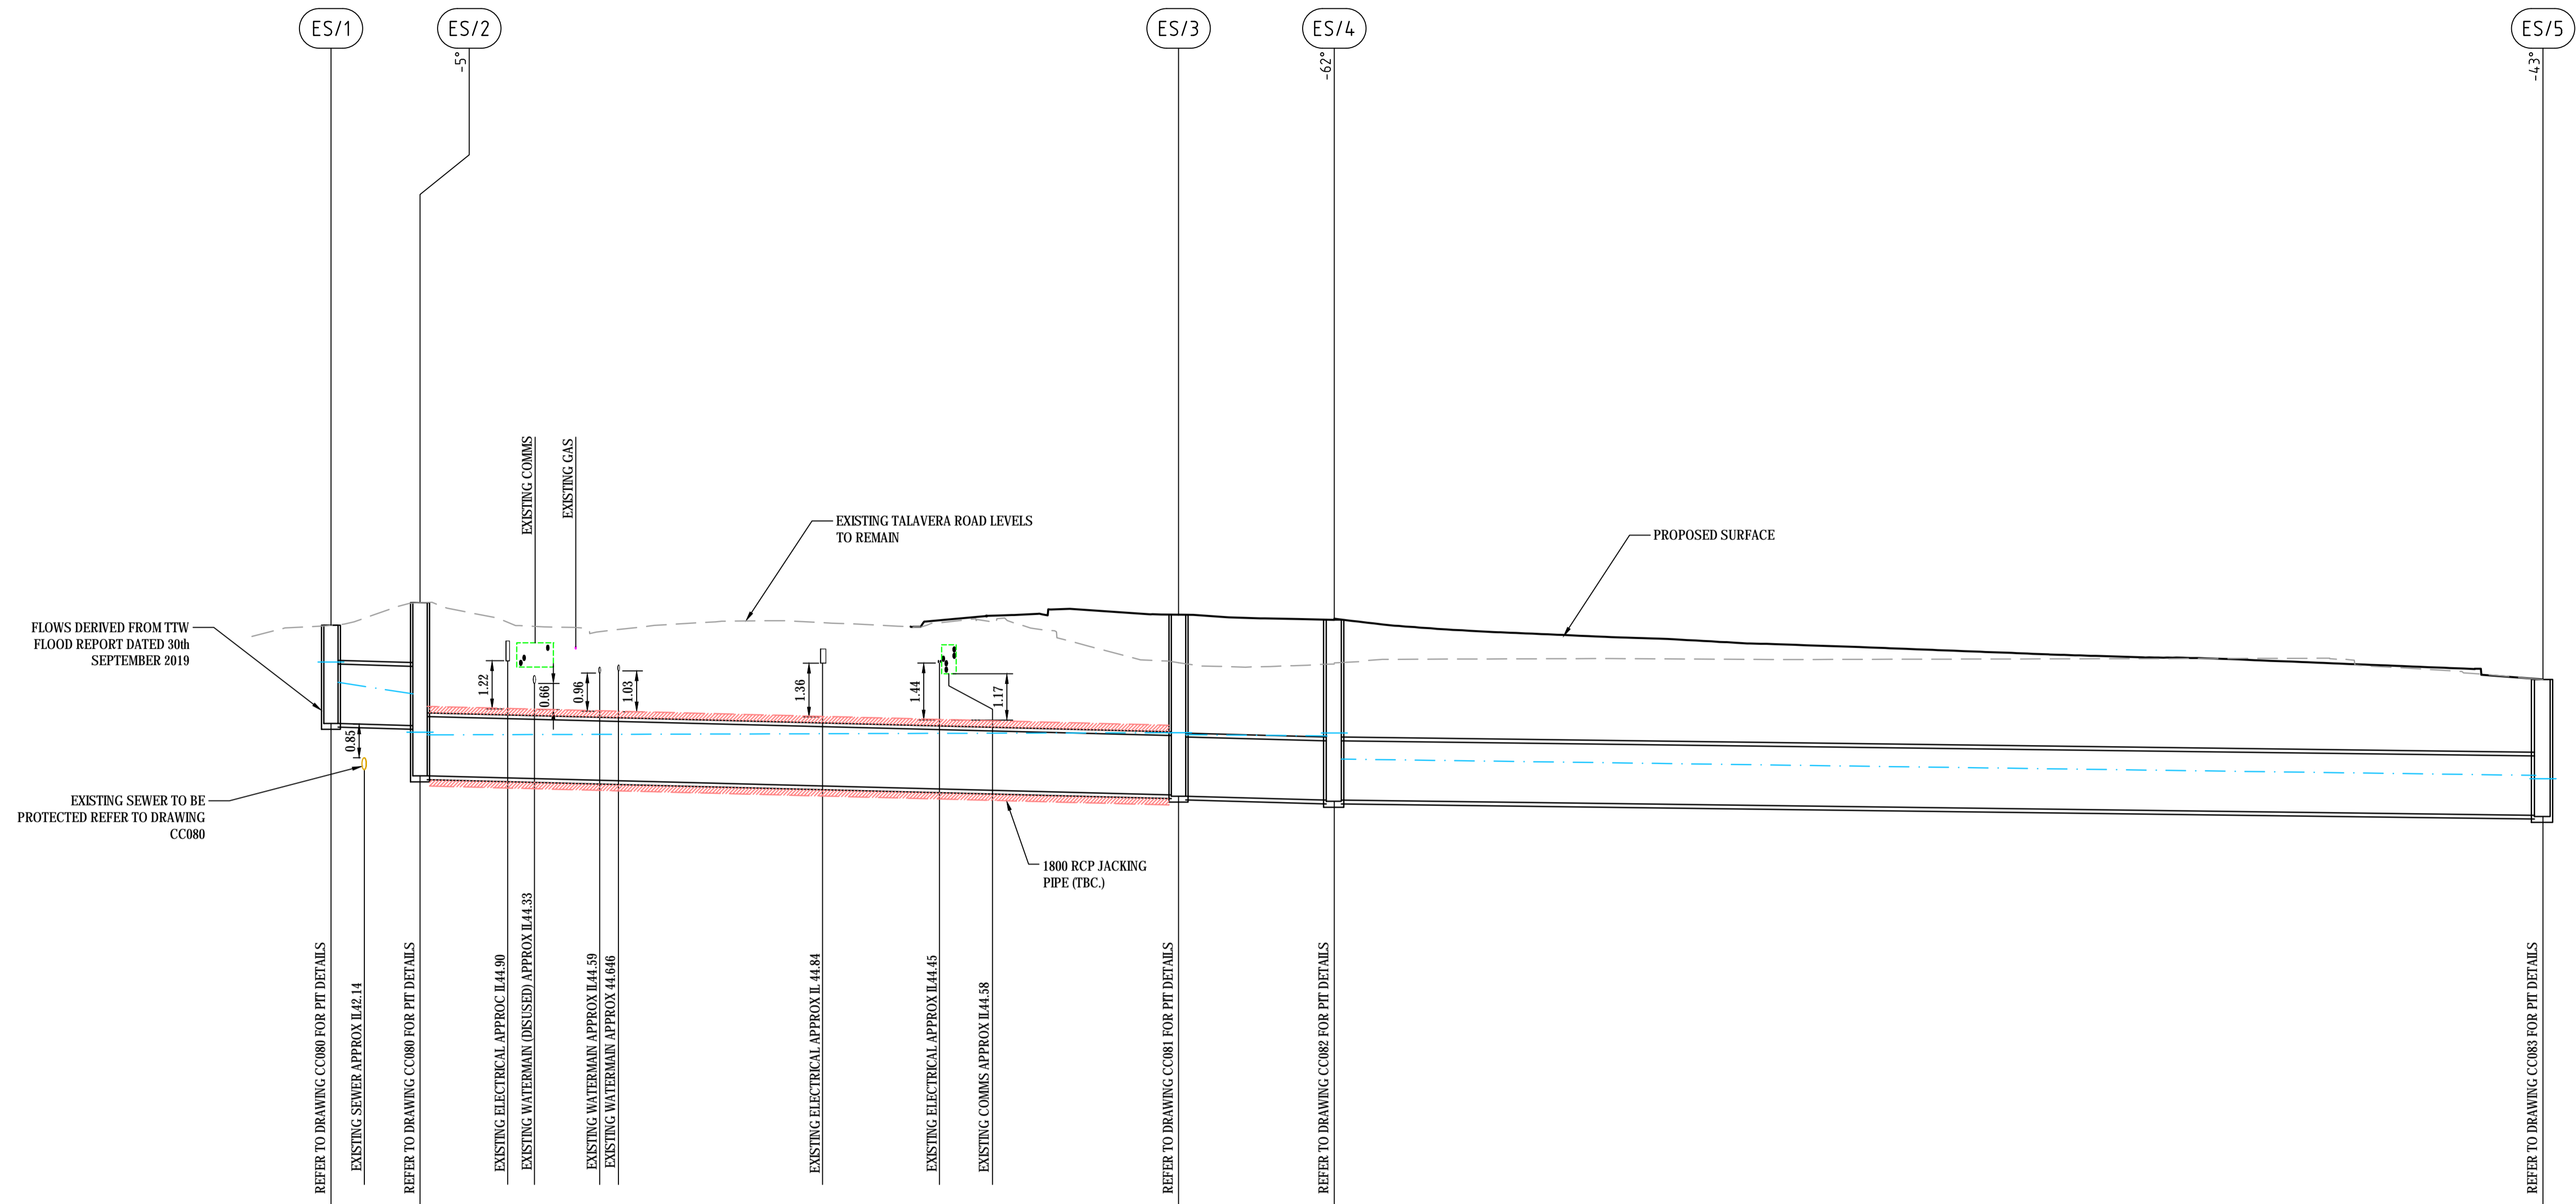 ES/1
ES/2
ES/3
ES/4
ES/5
-5°
-62°
-43°
EXISTING COMMS
EXISTING GAS
EXISTING TALAVERA ROAD LEVELS
TO REMAIN
PROPOSED SURFACE
FLOWS DERIVED FROM TTW
FLOOD REPORT DATED 30th
SEPTEMBER 2019
1.22
0.66
0.96
1.03
1.36
1.44
1.17
0.85
EXISTING SEWER TO BE
PROTECTED REFER TO DRAWING
CC080
1800 RCP JACKING
PIPE (TBC.)
REFER TO DRAWING CC080 FOR PIT DETAILS
EXISTING SEWER APPROX IL42.14
REFER TO DRAWING CC080 FOR PIT DETAILS
EXISTING ELECTRICAL APPROC IL44.90
EXISTING WATERMAIN (DISUSED) APPROX IL44.33
EXISTING WATERMAIN APPROX IL44.59
EXISTING WATERMAIN APPROX 44.646
EXISTING ELECTRICAL APPROX IL 44.84
EXISTING ELECTRICAL APPROX IL44.45
EXISTING COMMS APPROX IL44.58
REFER TO DRAWING CC081 FOR PIT DETAILS
REFER TO DRAWING CC082 FOR PIT DETAILS
REFER TO DRAWING CC083 FOR PIT DETAILS